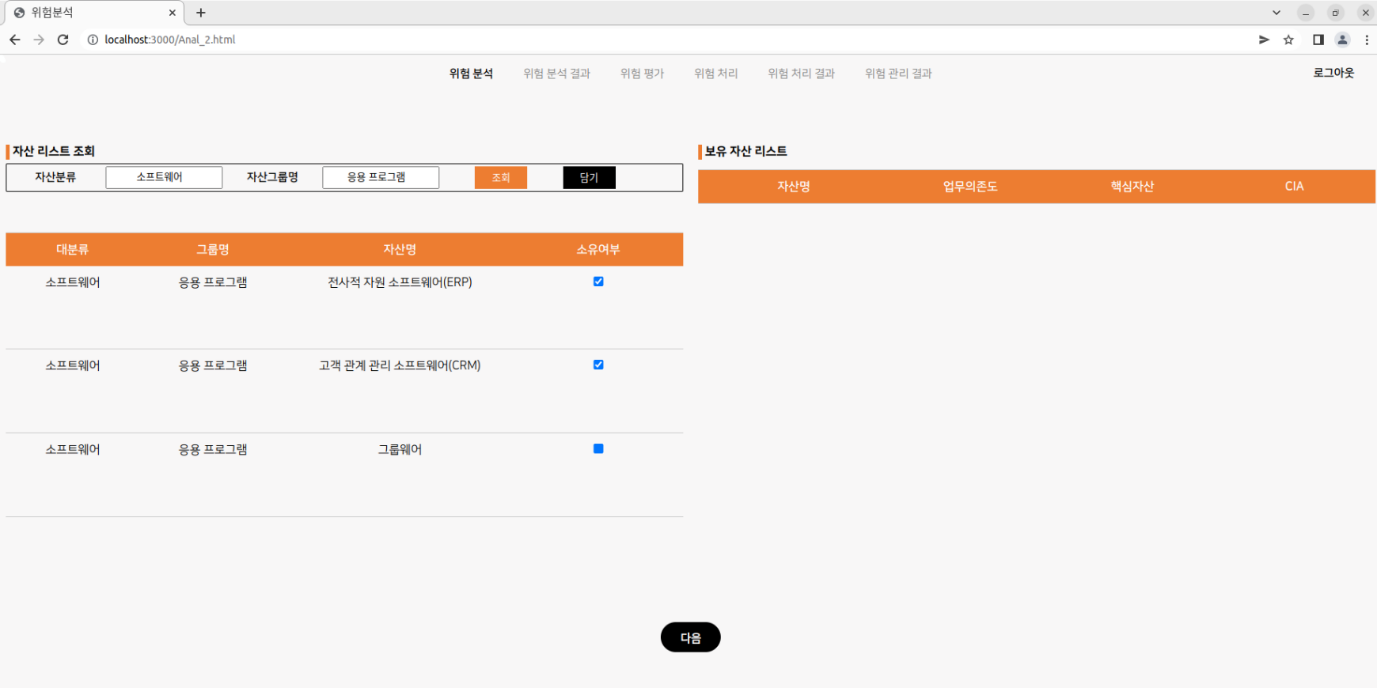 위험분석
localhost:3000/Anal_2.html
위험 분석 위험 분석 결과 위험 평가 위험 처리 위험 처리 결과 위험 관리 결과 로그아웃
자산 리스트 조회
자산분류 소프트웨어 자산그룹명 응용 프로그램 조회 담기
대분류 그룹명 자산명 소유여부
소프트웨어 응용 프로그램 전사적 자원 소프트웨어(ERP)
소프트웨어 응용 프로그램 고객 관계 관리 소프트웨어(CRM)
소프트웨어 응용 프로그램 그룹웨어
보유 자산 리스트
자산명 업무의존도 핵심자산 CIA
다음